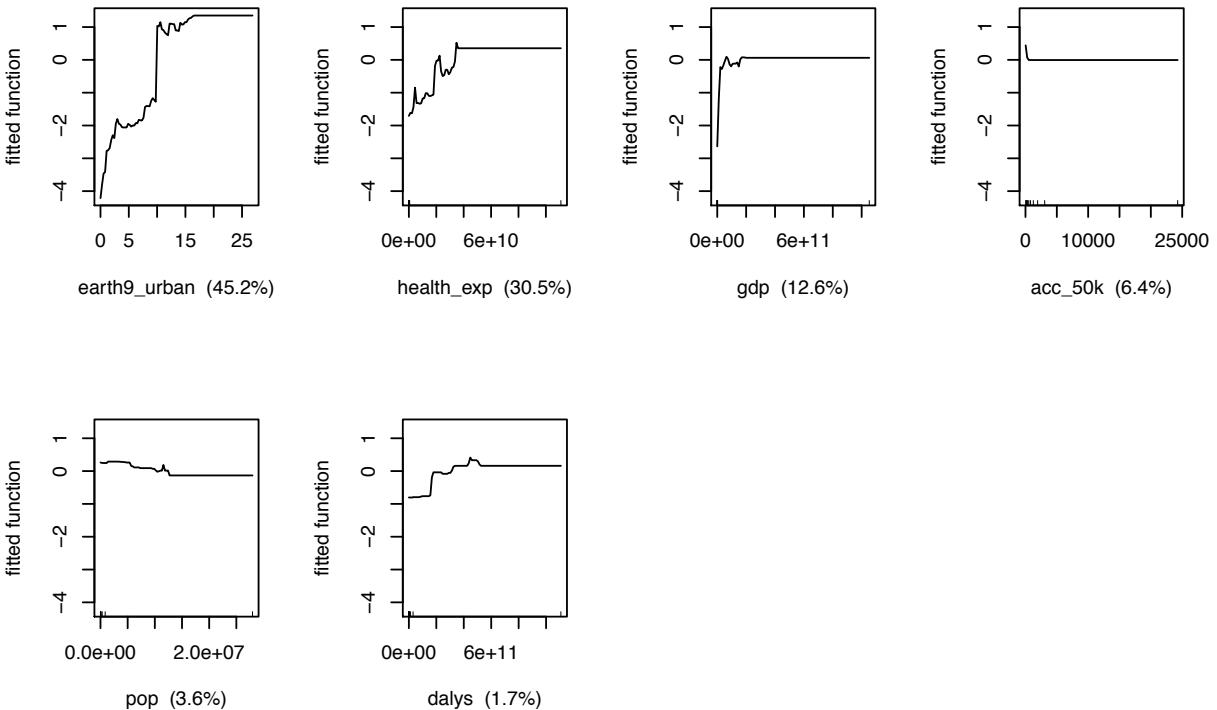 fitted function
1
0
−2
−4
0 5 15 25
earth9_urban (45.2%)
fitted function
1
0
−2
−4
0e+00 6e+10
health_exp (30.5%)
fitted function
1
0
−2
−4
0e+00 6e+11
gdp (12.6%)
fitted function
1
0
−2
−4
0 10000 25000
acc_50k (6.4%)
fitted function
1
0
−2
−4
0.0e+00 2.0e+07
pop (3.6%)
fitted function
1
0
−2
−4
0e+00 6e+11
dalys (1.7%)